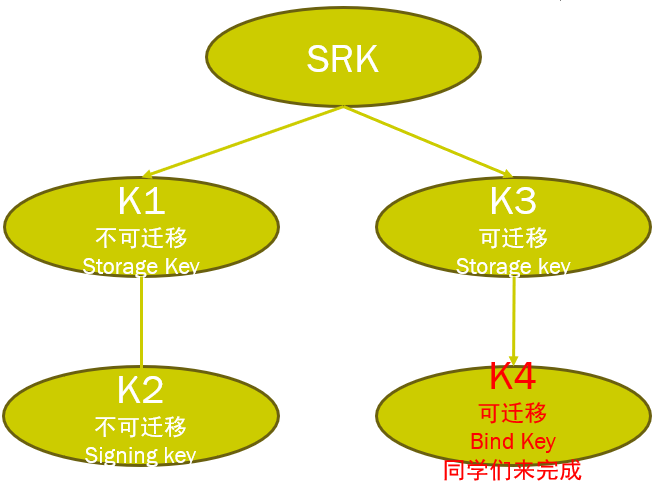 SRK
K1
不可迁移
Storage Key
K3
可迁移
Storage key
K2
不可迁移
Signing key
K4
可迁移
Bind Key
同学们来完成